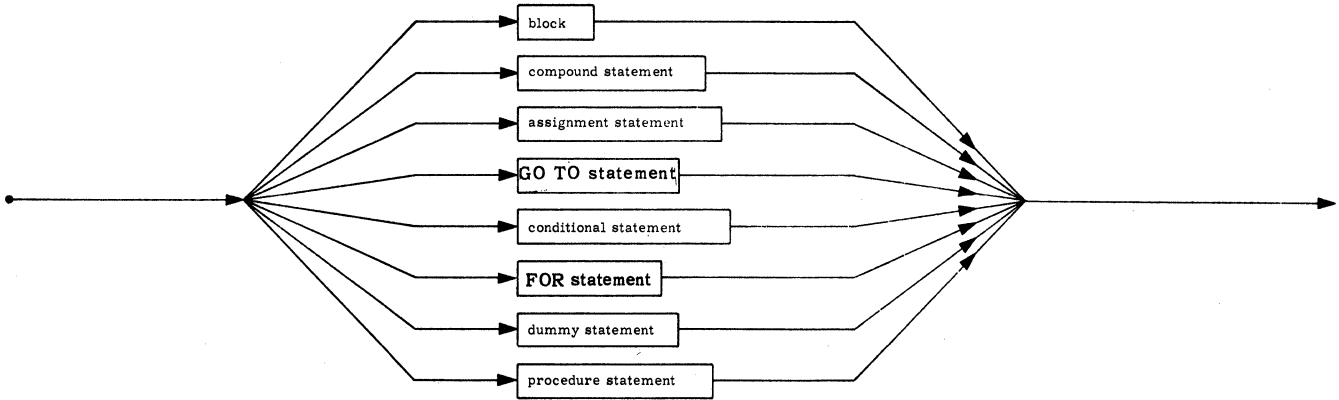 block
compound statement
assignment statement
GO TO statement
conditional statement
FOR statement
dummy statement
procedure statement